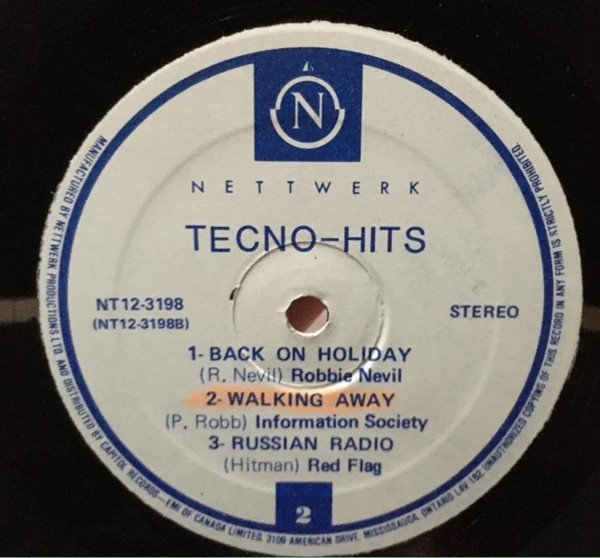 N
NETTWERK
TECNO-HITS
NT12-3198
(NT12-3198B)
STEREO
1- BACK ON HOLIDAY
(R. Nevil) Robbie Nevil
2- WALKING AWAY
(P. Robb) Information Society
3- RUSSIAN RADIO
(Hitman) Red Flag
2
MANUFACTURED BY NETTWERK PRODUCTIONS LTD AND DISTRIBUTED BY CAPITOL RECORDS-EMI OF CANADA LIMITED. 3109 AMERICAN DRIVE, MISSISSAUGA, ONTARIO L4V 1B2. UNAUTHORIZED COPYING OF THIS RECORD IN ANY FORM IS STRICTLY PROHIBITED.